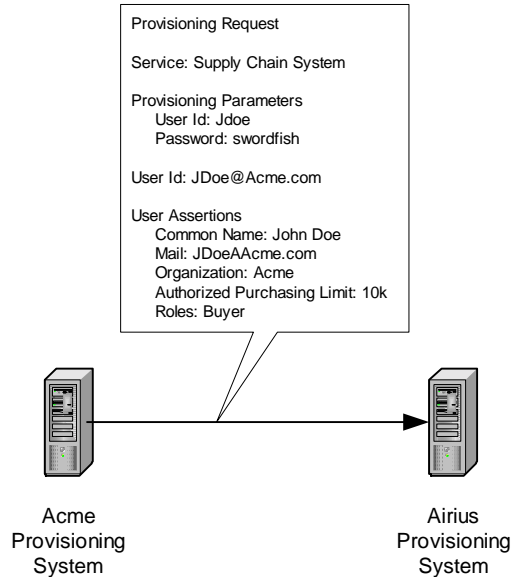 Provisioning Request
Service: Supply Chain System
Provisioning Parameters
User Id: Jdoe
Password: swordfish
User Id: JDoe@Acme.com
User Assertions
Common Name: John Doe
Mail: JDoeAAcme.com
Organization: Acme
Authorized Purchasing Limit: 10k
Roles: Buyer
Acme
Provisioning
System
Airius
Provisioning
System